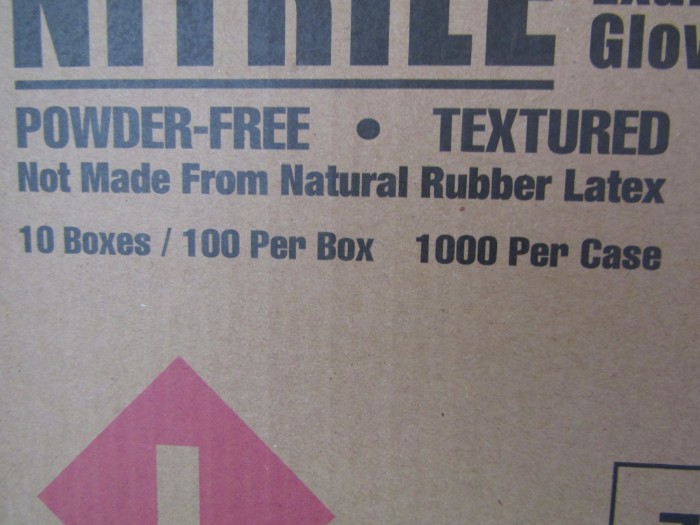 NITRILE
POWDER-FREE • TEXTURED
Not Made From Natural Rubber Latex
10 Boxes / 100 Per Box 1000 Per Case